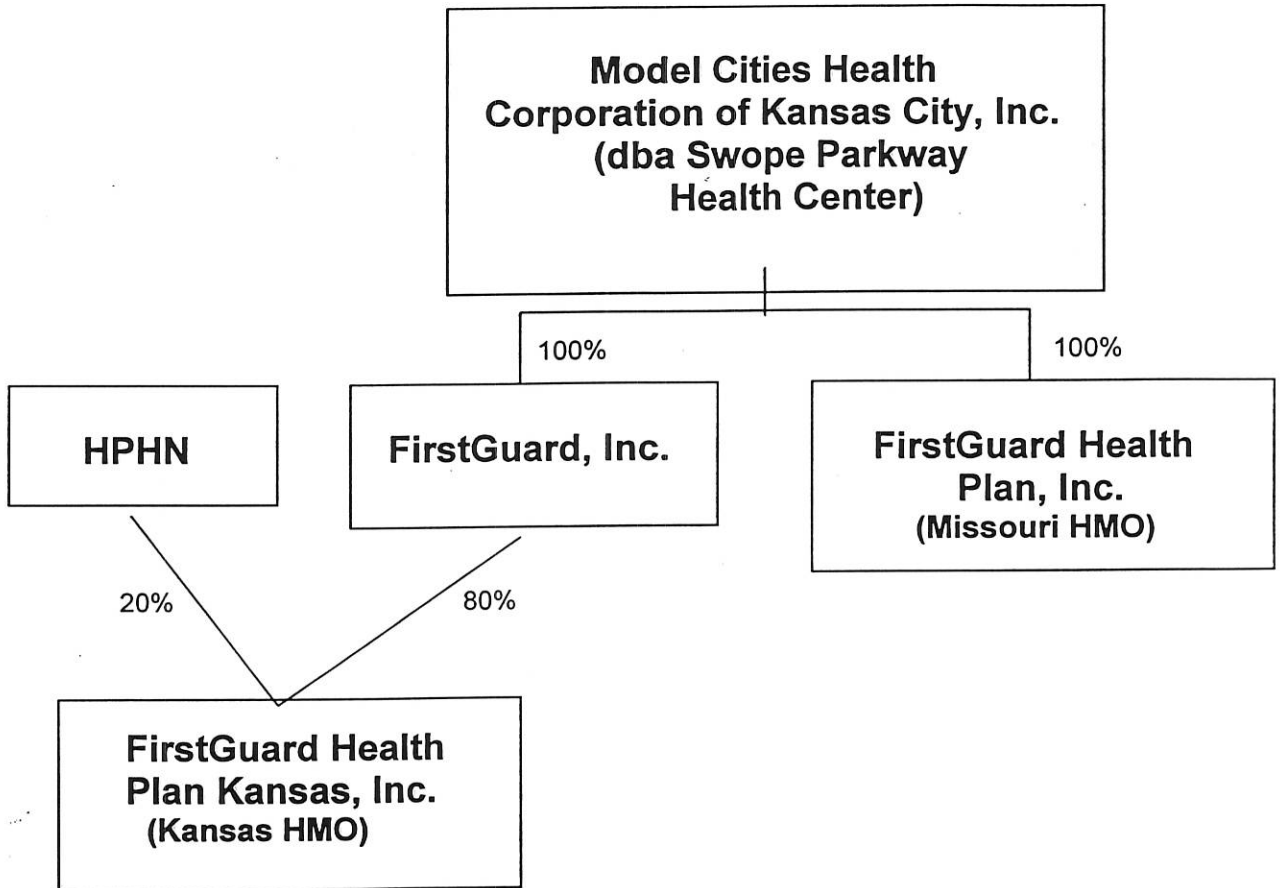 Model Cities Health
Corporation of Kansas City, Inc.
(dba Swope Parkway
Health Center)
100%
100%
HPHN
FirstGuard, Inc.
FirstGuard Health
Plan, Inc.
(Missouri HMO)
20%
80%
FirstGuard Health
Plan Kansas, Inc.
(Kansas HMO)